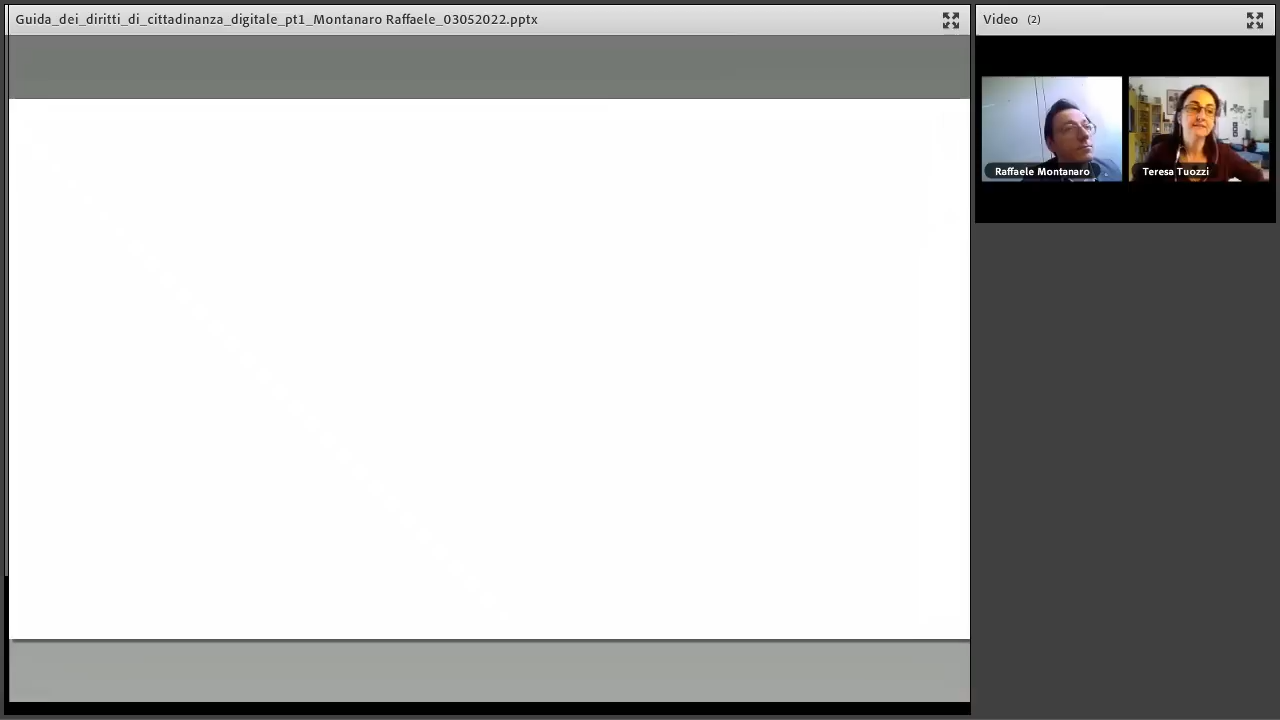 Guida_dei_diritti_di_cittadinanza_digitale_pt1_Montanaro Raffaele_03052022.pptx
Video (2)
Raffaele Montanaro
Teresa Tuozzi